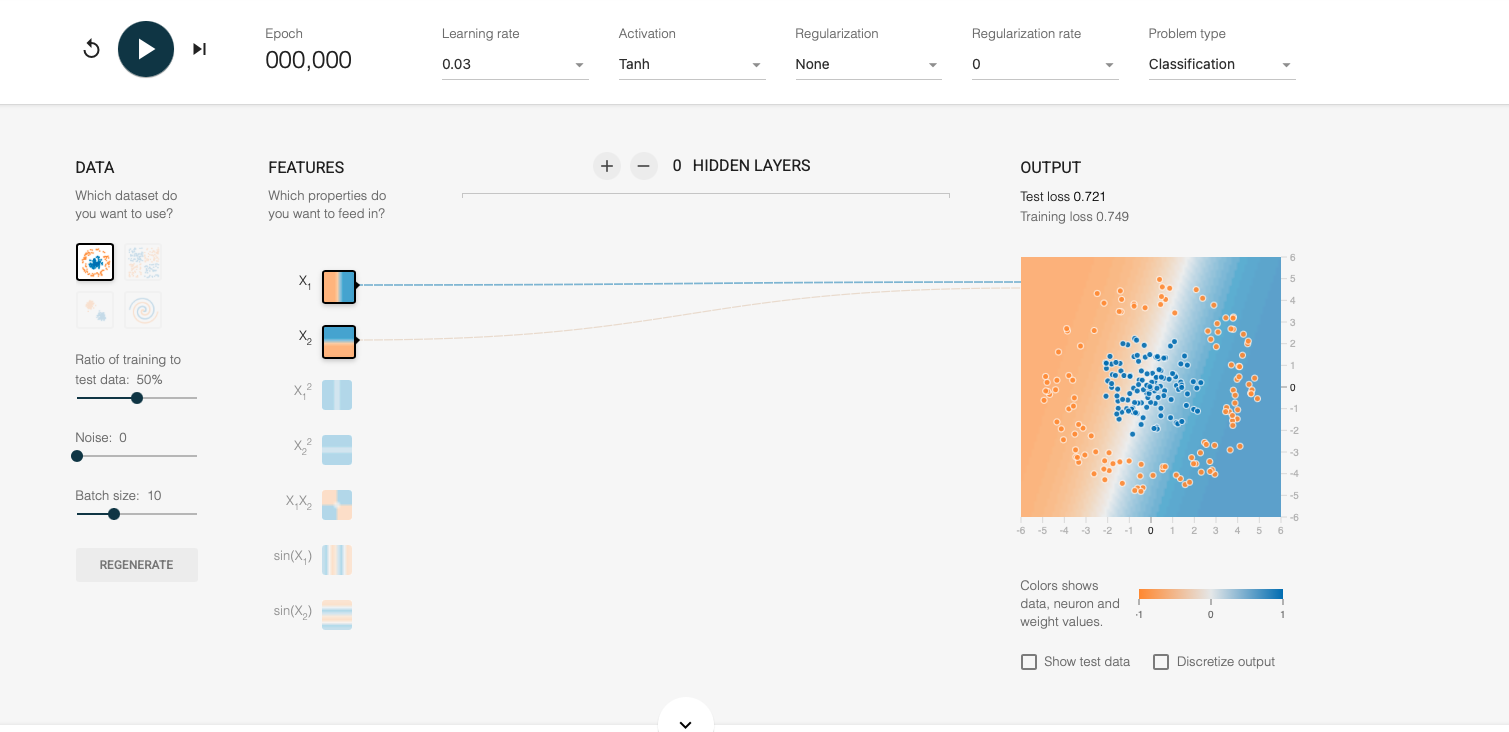 Epoch
000,000
Learning rate
0.03
Activation
Tanh
Regularization
None
Regularization rate
0
Problem type
Classification
DATA
Which dataset do
you want to use?
Ratio of training to
test data: 50%
Noise: 0
Batch size: 10
REGENERATE
FEATURES
Which properties do
you want to feed in?
X₁
X₂
X₁²
X₂²
X₁X₂
sin(X₁)
sin(X₂)
0 HIDDEN LAYERS
OUTPUT
Test loss 0.721
Training loss 0.749
6
5
4
3
2
1
0
-1
-2
-3
-4
-5
-6
-6 -5 -4 -3 -2 -1 0 1 2 3 4 5 6
Colors shows
data, neuron and
weight values.
-1 0 1
Show test data
Discretize output